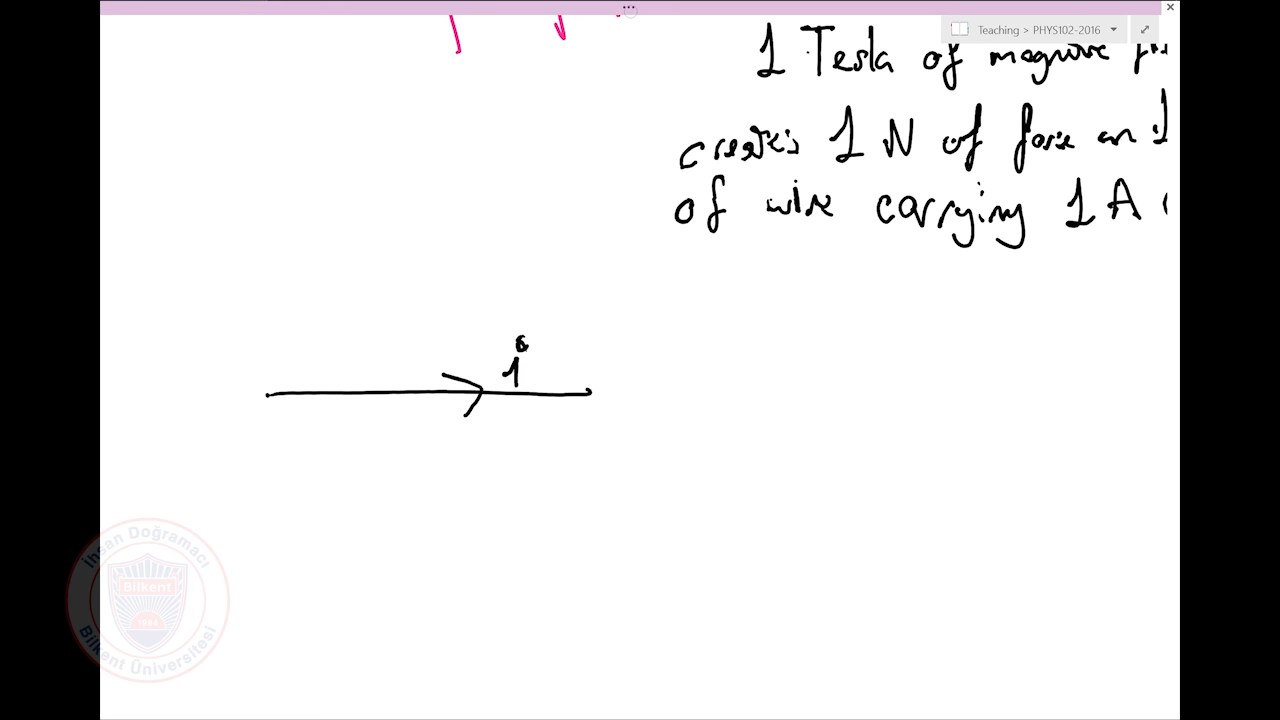 Teaching > PHYS102-2016
1 Tesla of
creates 1 N of force on 1
of wire carrying 1 A
i
İhsan Doğramacı
Bilkent
1984
Bilkent Üniversitesi